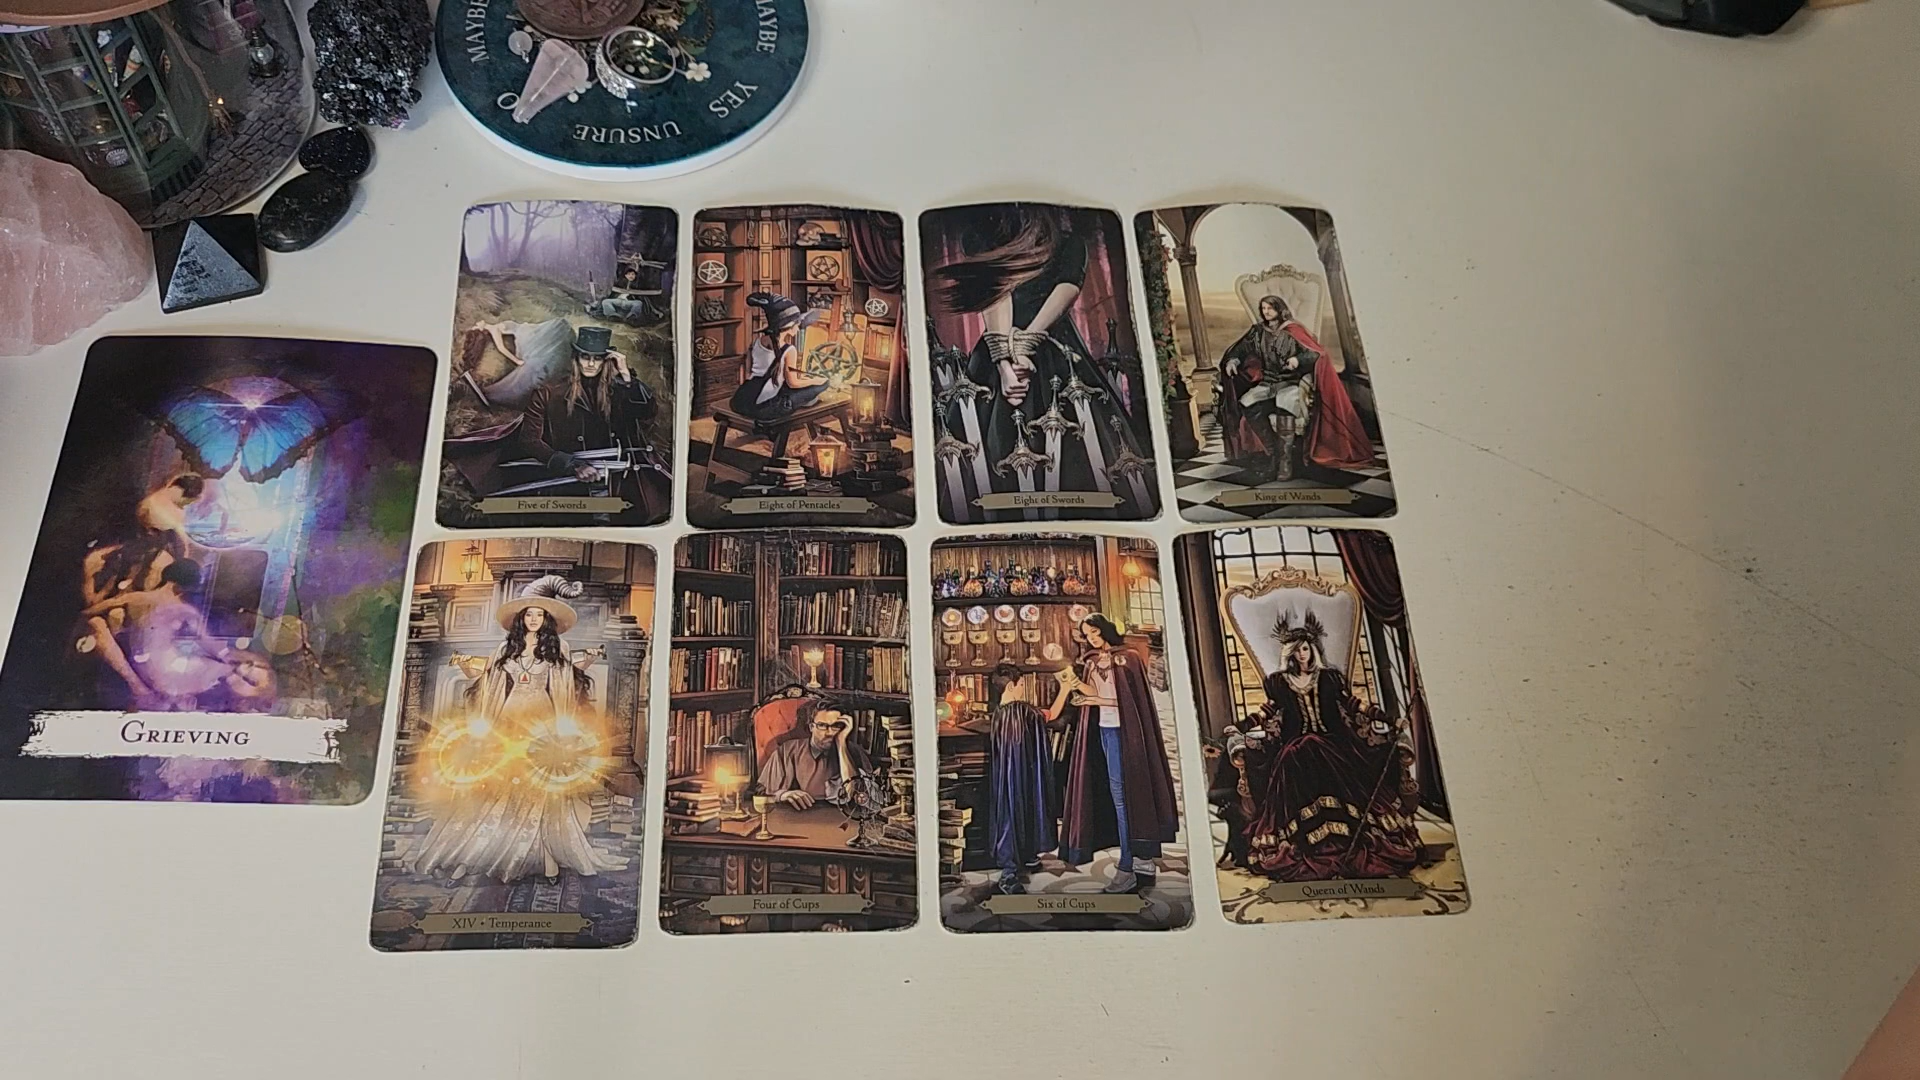 MAYBE
MAYBE
YES
UNSURE
Five of Swords
Eight of Pentacles
Eight of Swords
King of Wands
GRIEVING
XIV • Temperance
Four of Cups
Six of Cups
Queen of Wands